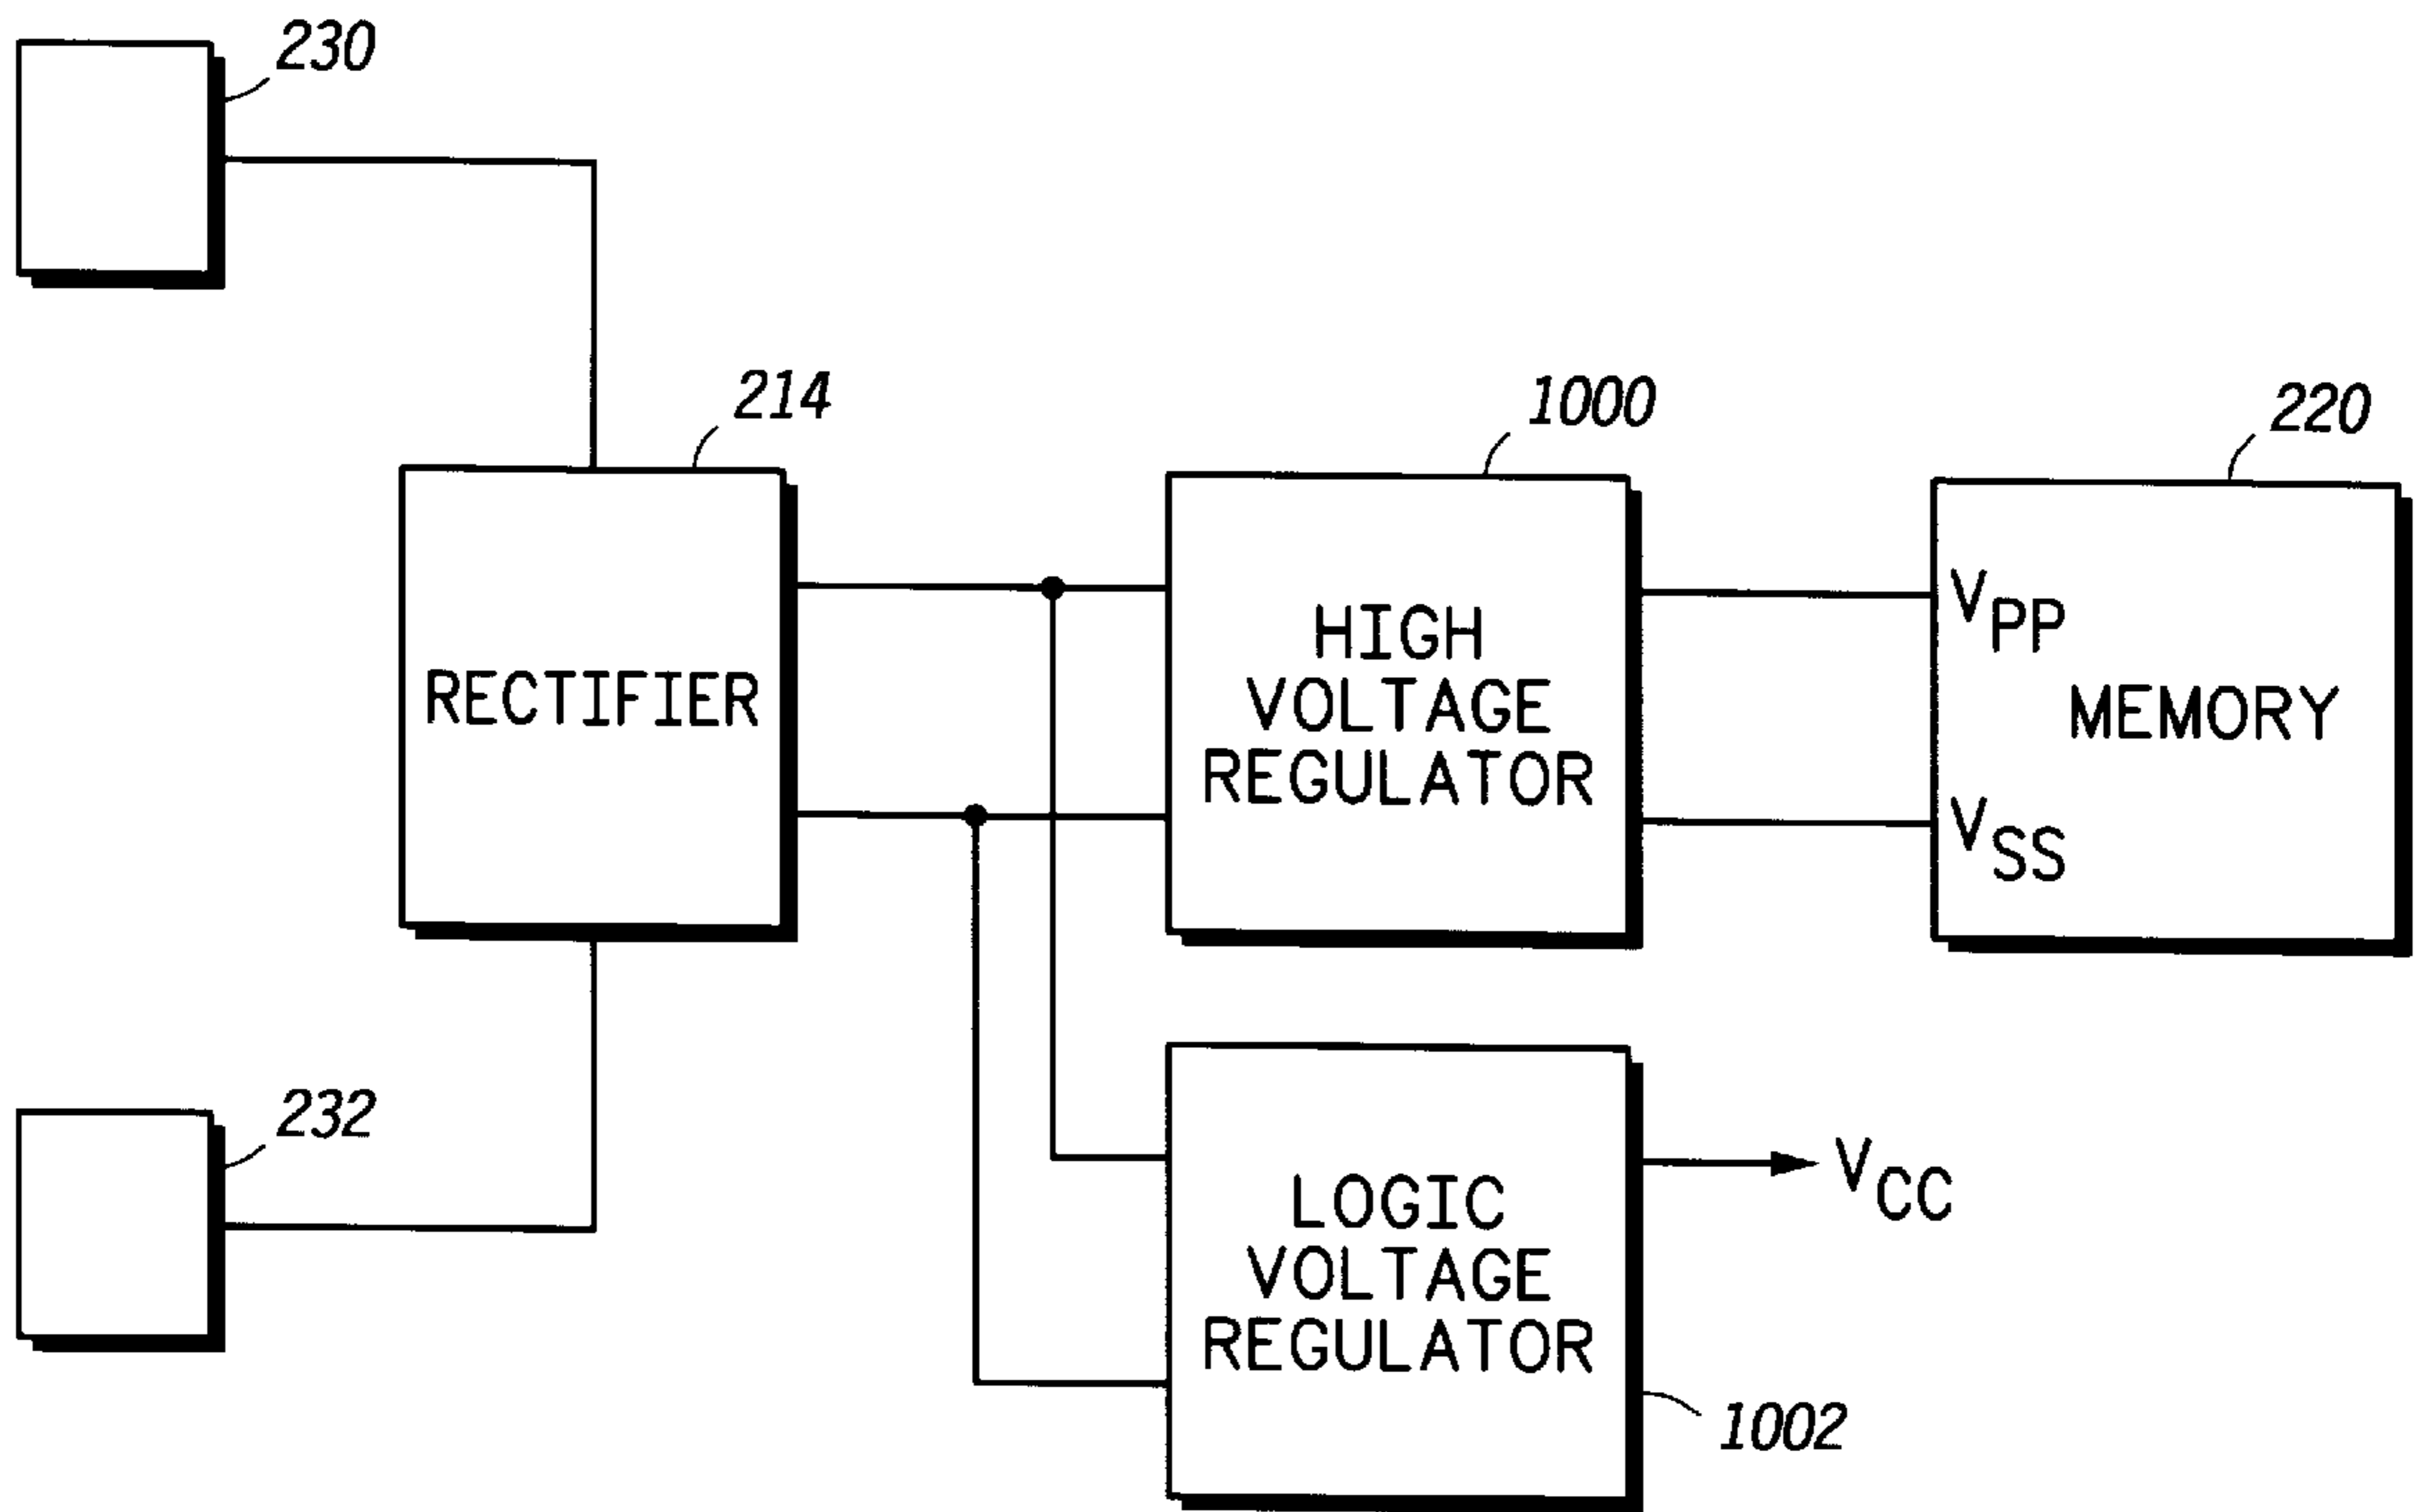 230
214
1000
220
RECTIFIER
HIGH
VOLTAGE
REGULATOR
VPP
MEMORY
VSS
232
LOGIC
VOLTAGE
REGULATOR
VCC
1002